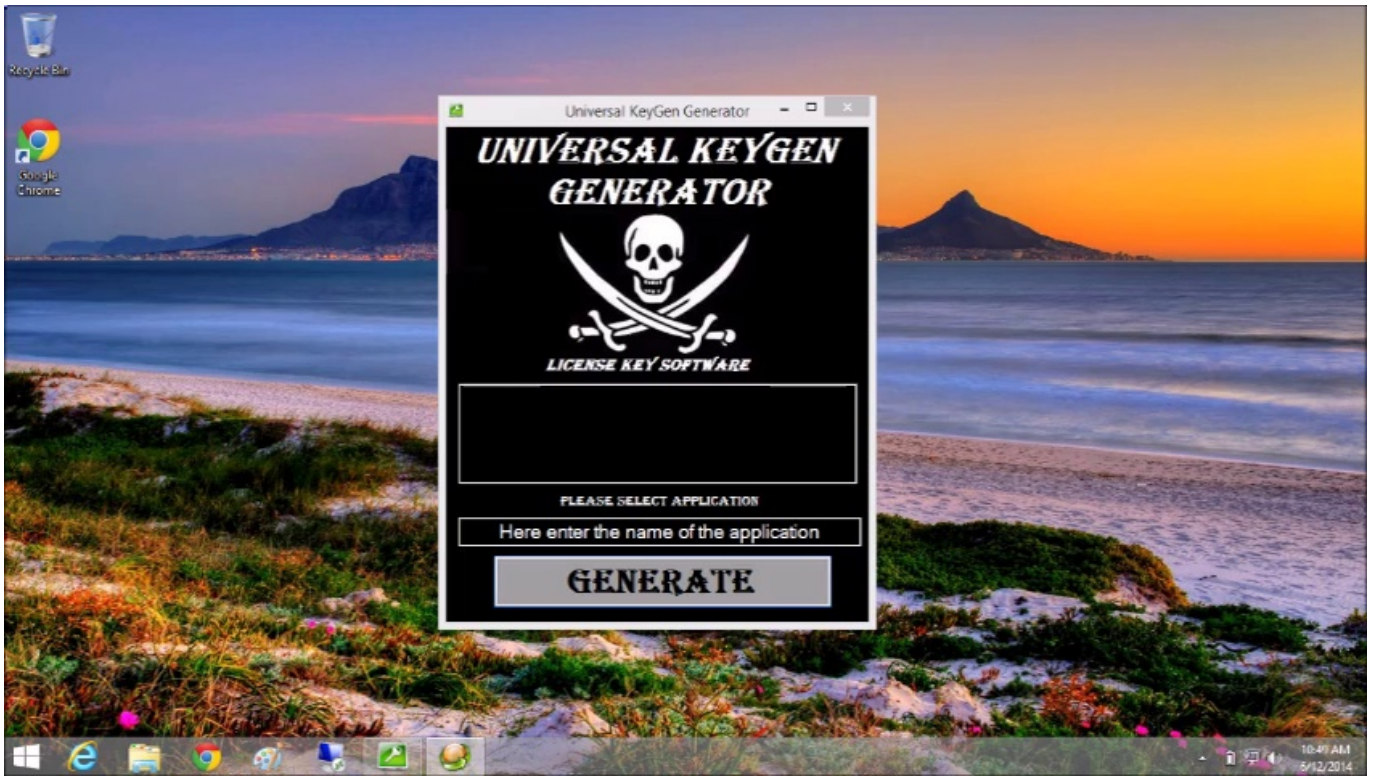 Recycle Bin
Google
Chrome
Universal KeyGen Generator
UNIVERSAL KEYGEN
GENERATOR
LICENSE KEY SOFTWARE
PLEASE SELECT APPLICATION
Here enter the name of the application
GENERATE
10:49 AM
6/12/2014